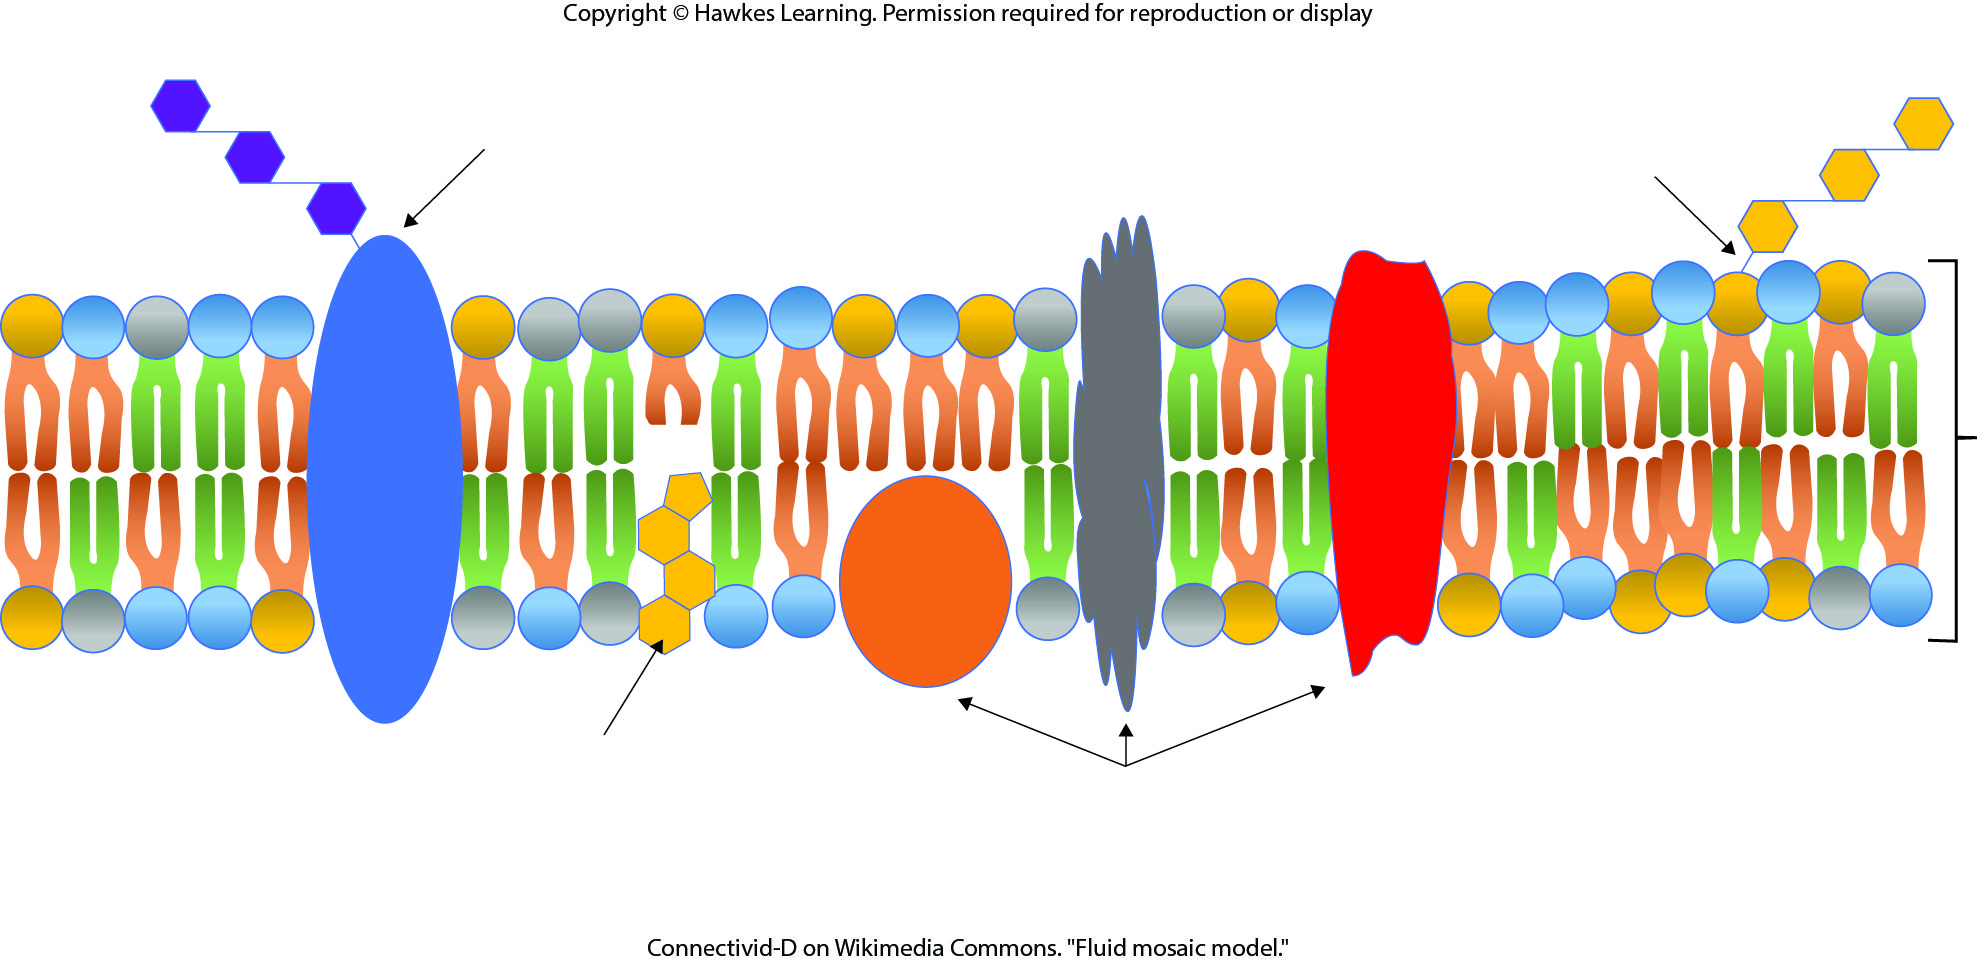 Copyright © Hawkes Learning. Permission required for reproduction or display
Connectivid-D on Wikimedia Commons. "Fluid mosaic model."